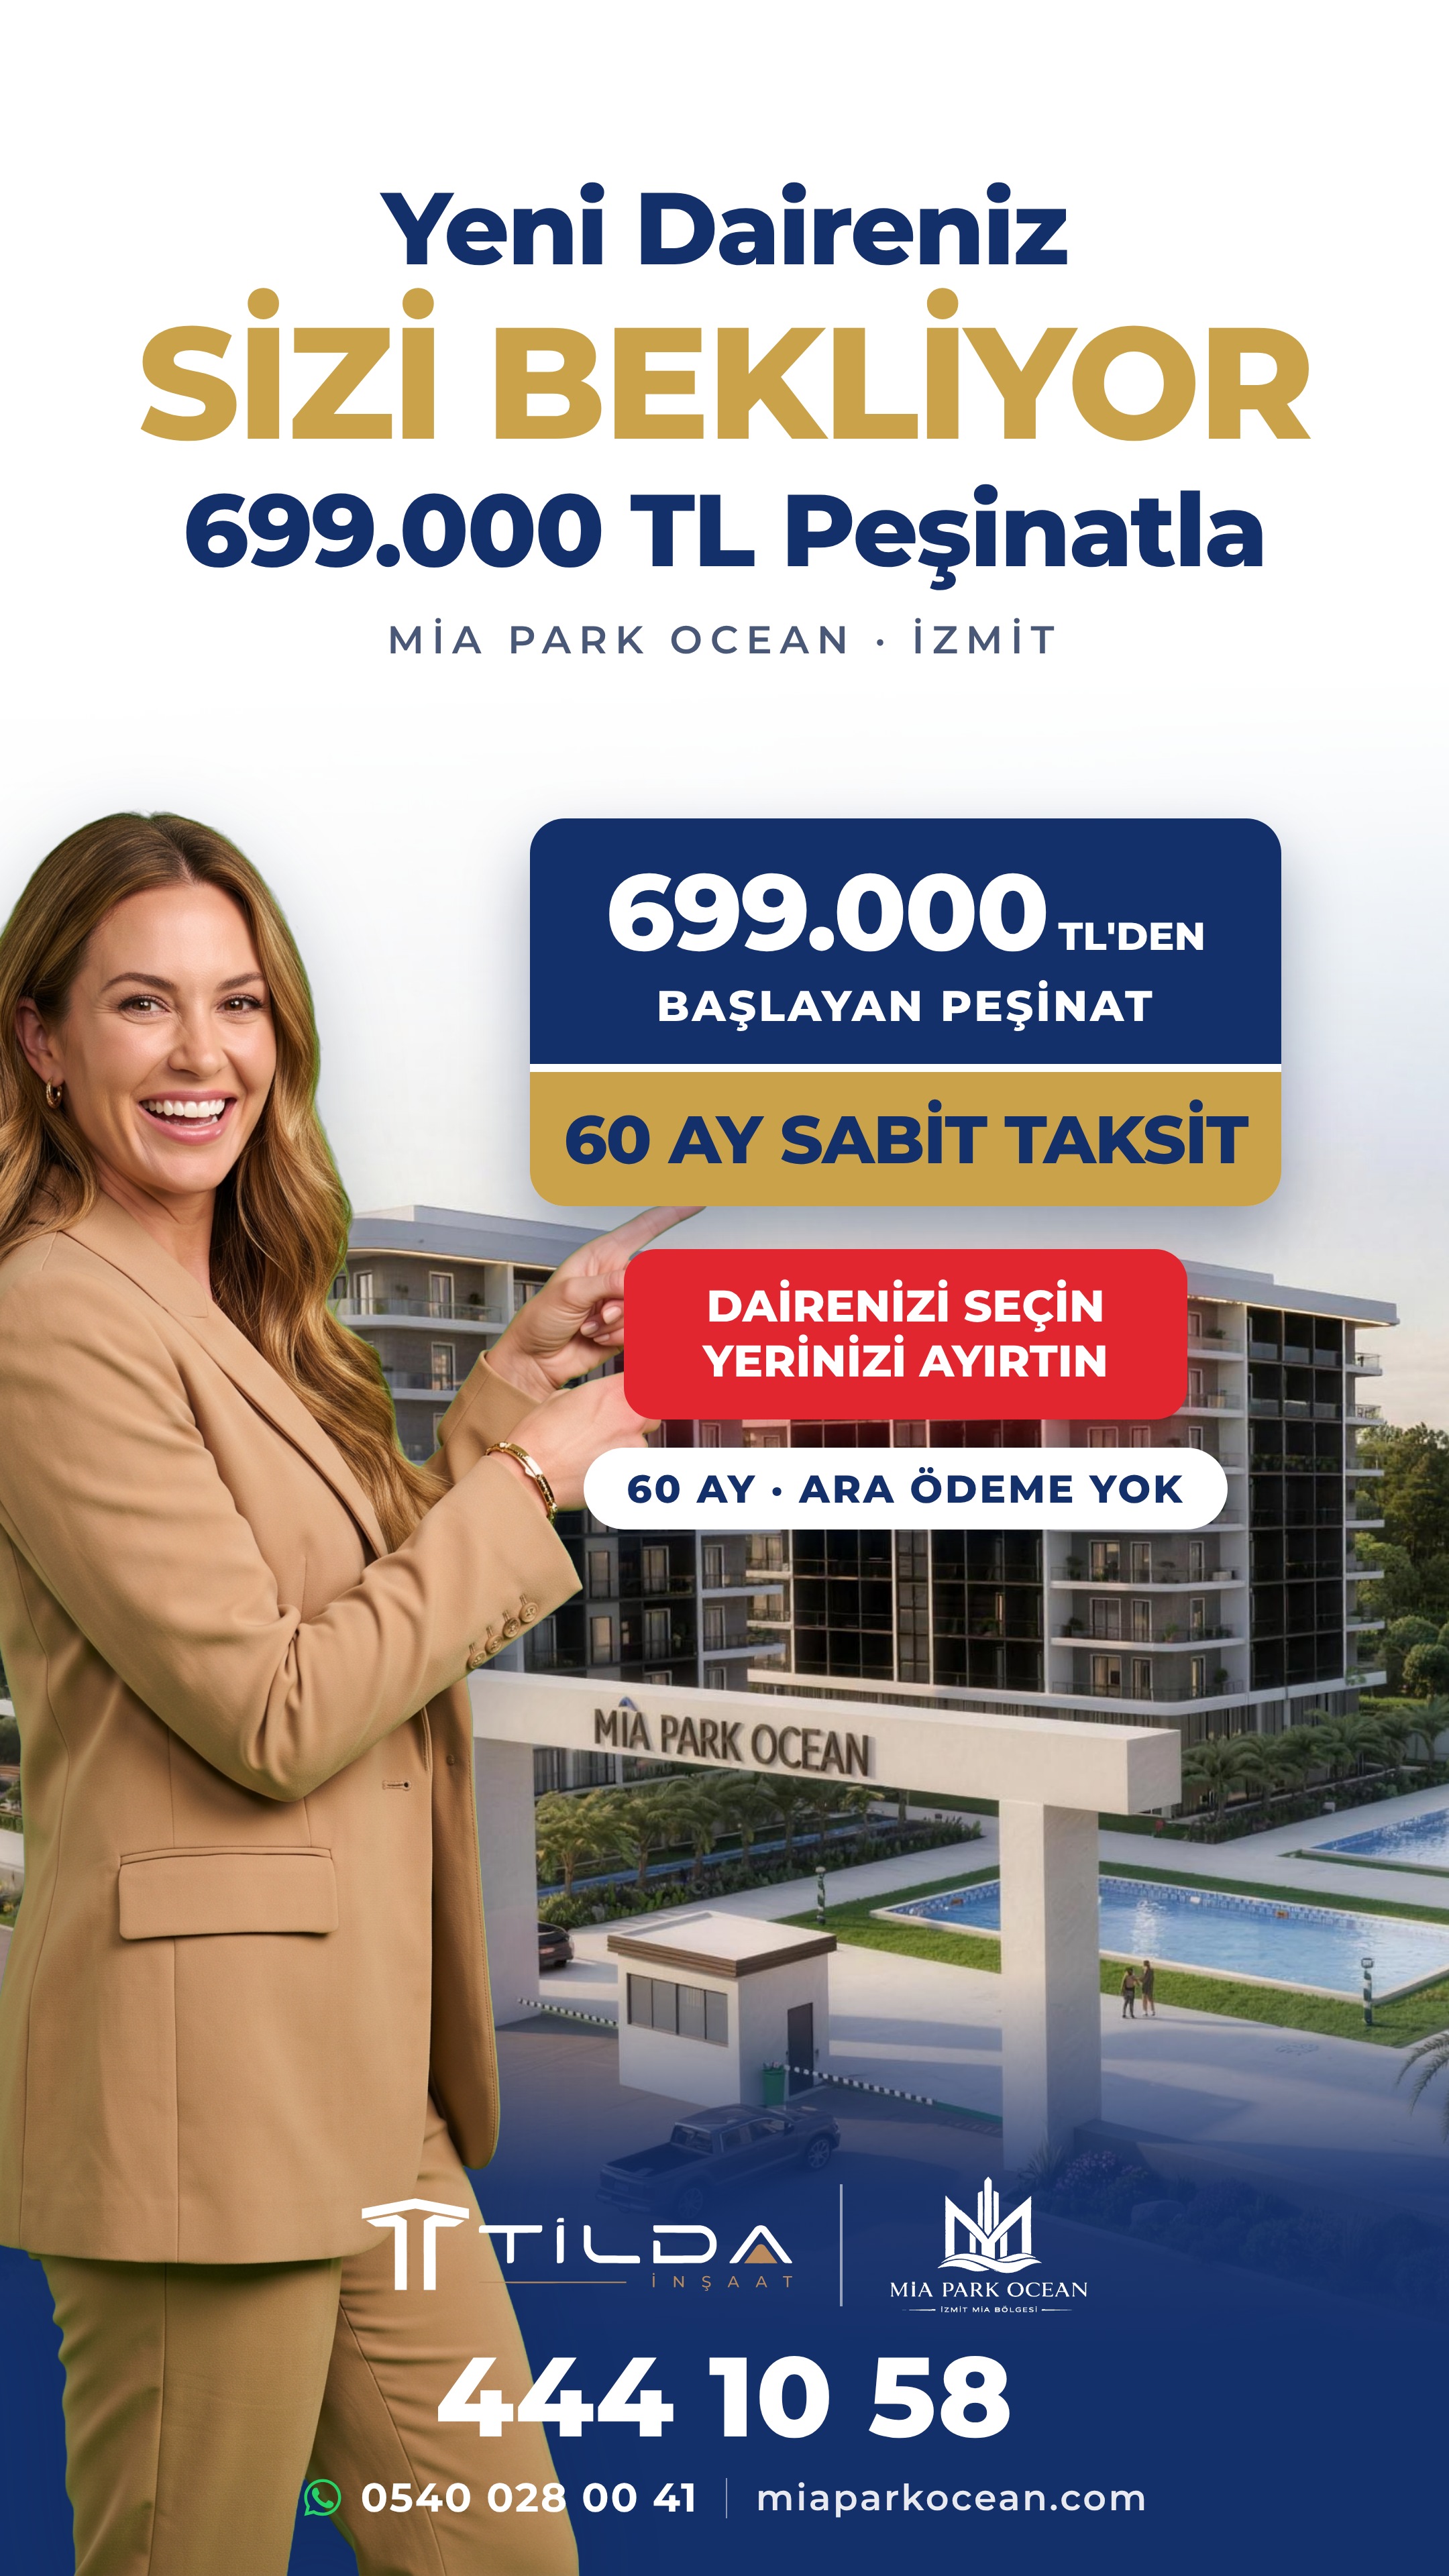 Yeni Daireniz
SİZİ BEKLİYOR
699.000 TL Peşinatla
MİA PARK OCEAN · İZMİT
699.000 TL'DEN
BAŞLAYAN PEŞİNAT
60 AY SABİT TAKSİT
DAİRENİZİ SEÇİN
YERİNİZİ AYIRTIN
60 AY · ARA ÖDEME YOK
MİA PARK OCEAN
TİLDA
İNŞAAT
MİA PARK OCEAN
İZMİT MİA BÖLGESİ
444 10 58
0540 028 00 41
miaparkocean.com